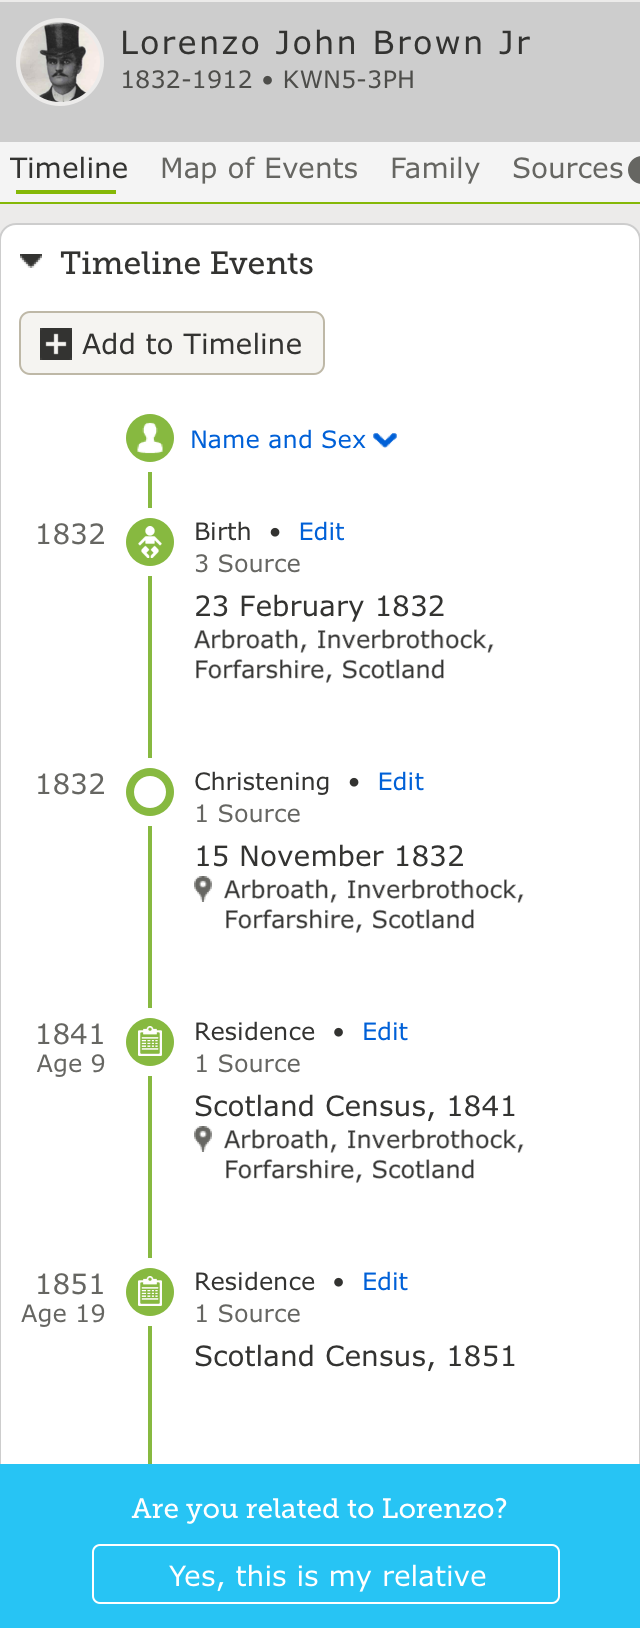 Lorenzo John Brown Jr
1832-1912 • KWN5-3PH
Timeline Map of Events Family Sources
Timeline Events
Add to Timeline
Name and Sex
1832 Birth • Edit
3 Source
23 February 1832
Arbroath, Inverbrothock,
Forfarshire, Scotland
1832 Christening • Edit
1 Source
15 November 1832
Arbroath, Inverbrothock,
Forfarshire, Scotland
1841 Residence • Edit
Age 9 1 Source
Scotland Census, 1841
Arbroath, Inverbrothock,
Forfarshire, Scotland
1851 Residence • Edit
Age 19 1 Source
Scotland Census, 1851
Are you related to Lorenzo?
Yes, this is my relative